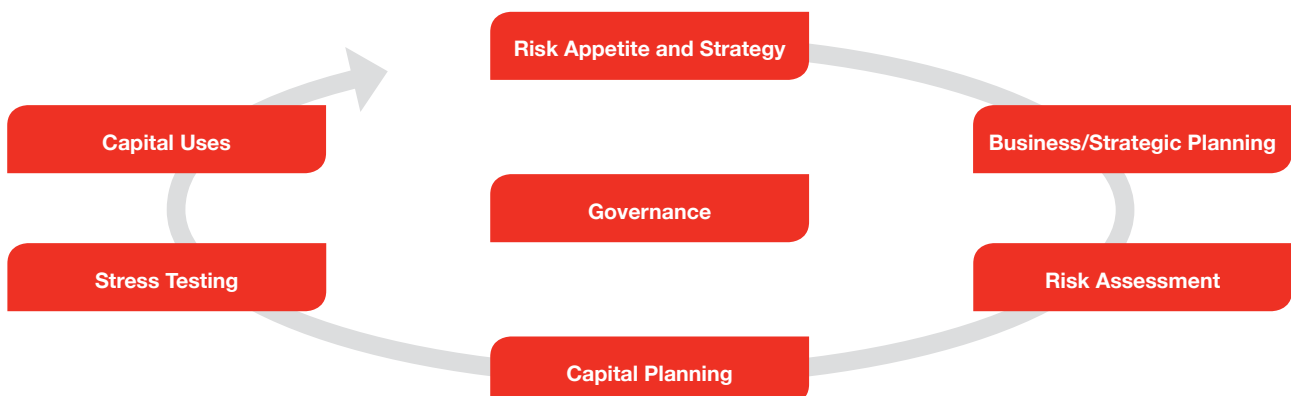 Risk Appetite and Strategy
Business/Strategic Planning
Risk Assessment
Capital Planning
Stress Testing
Capital Uses
Governance